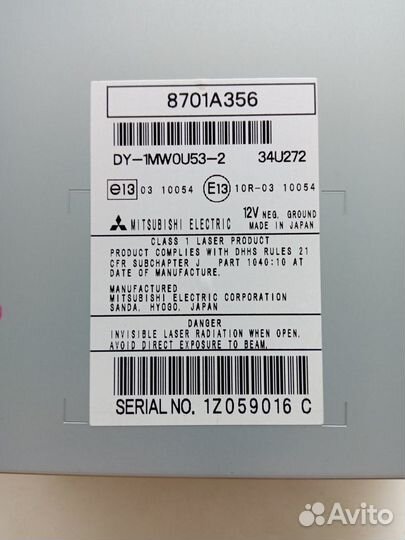 8701A356
DY-1MW0U53-2 34U272
e13 03 10054 E13 10R-03 10054
12V NEG. GROUND
MITSUBISHI ELECTRIC MADE IN JAPAN
CLASS 1 LASER PRODUCT
PRODUCT COMPLIES WITH DHHS RULES 21
CFR SUBCHAPTER J PART 1040:10 AT
DATE OF MANUFACTURE.
MANUFACTURED
MITSUBISHI ELECTRIC CORPORATION
SANDA, HYOGO, JAPAN
DANGER
INVISIBLE LASER RADIATION WHEN OPEN.
AVOID DIRECT EXPOSURE TO BEAM.
SERIAL NO. 1Z059016 C
Avito